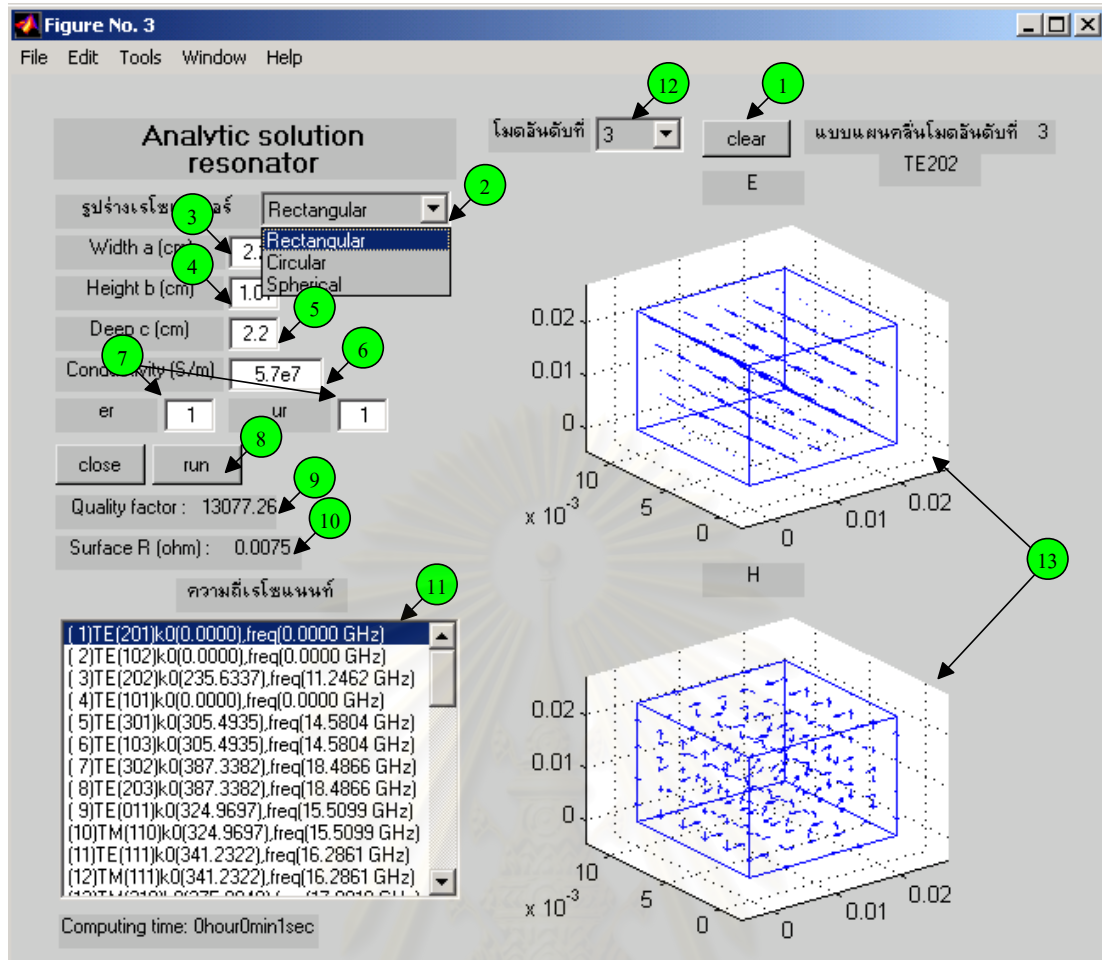 Figure No. 3
File Edit Tools Window Help
12
1
โมดอันดับที่ 3
clear
แบบแผนคลื่นโมดอันดับที่ 3
TE202
Analytic solution
resonator
E
2
Rectangular
3
Width a (cm)
Rectangular
Circular
Spherical
4
Height b (cm)
5
Deep c (cm) 2.2
7
6
Conductivity (S/m) 5.7e7
er 1 ur 1
8
close run
9
Quality factor : 13077.26
10
Surface R (ohm) : 0.0075
0.02
0.01
0
10
5
0
x 10-3
0
0.01
0.02
13
ความถี่เรโซแนนท์
11
(1)TE(201)k0(0.0000),freq(0.0000 GHz)
(2)TE(102)k0(0.0000),freq(0.0000 GHz)
(3)TE(202)k0(235.6337),freq(11.2462 GHz)
(4)TE(101)k0(0.0000),freq(0.0000 GHz)
(5)TE(301)k0(305.4935),freq(14.5804 GHz)
(6)TE(103)k0(305.4935),freq(14.5804 GHz)
(7)TE(302)k0(387.3382),freq(18.4866 GHz)
(8)TE(203)k0(387.3382),freq(18.4866 GHz)
(9)TE(011)k0(324.9697),freq(15.5099 GHz)
(10)TM(110)k0(324.9697),freq(15.5099 GHz)
(11)TE(111)k0(341.2322),freq(16.2861 GHz)
(12)TM(111)k0(341.2322),freq(16.2861 GHz)
H
0.02
0.01
0
10
5
0
x 10-3
0
0.01
0.02
Computing time: 0hour0min1sec